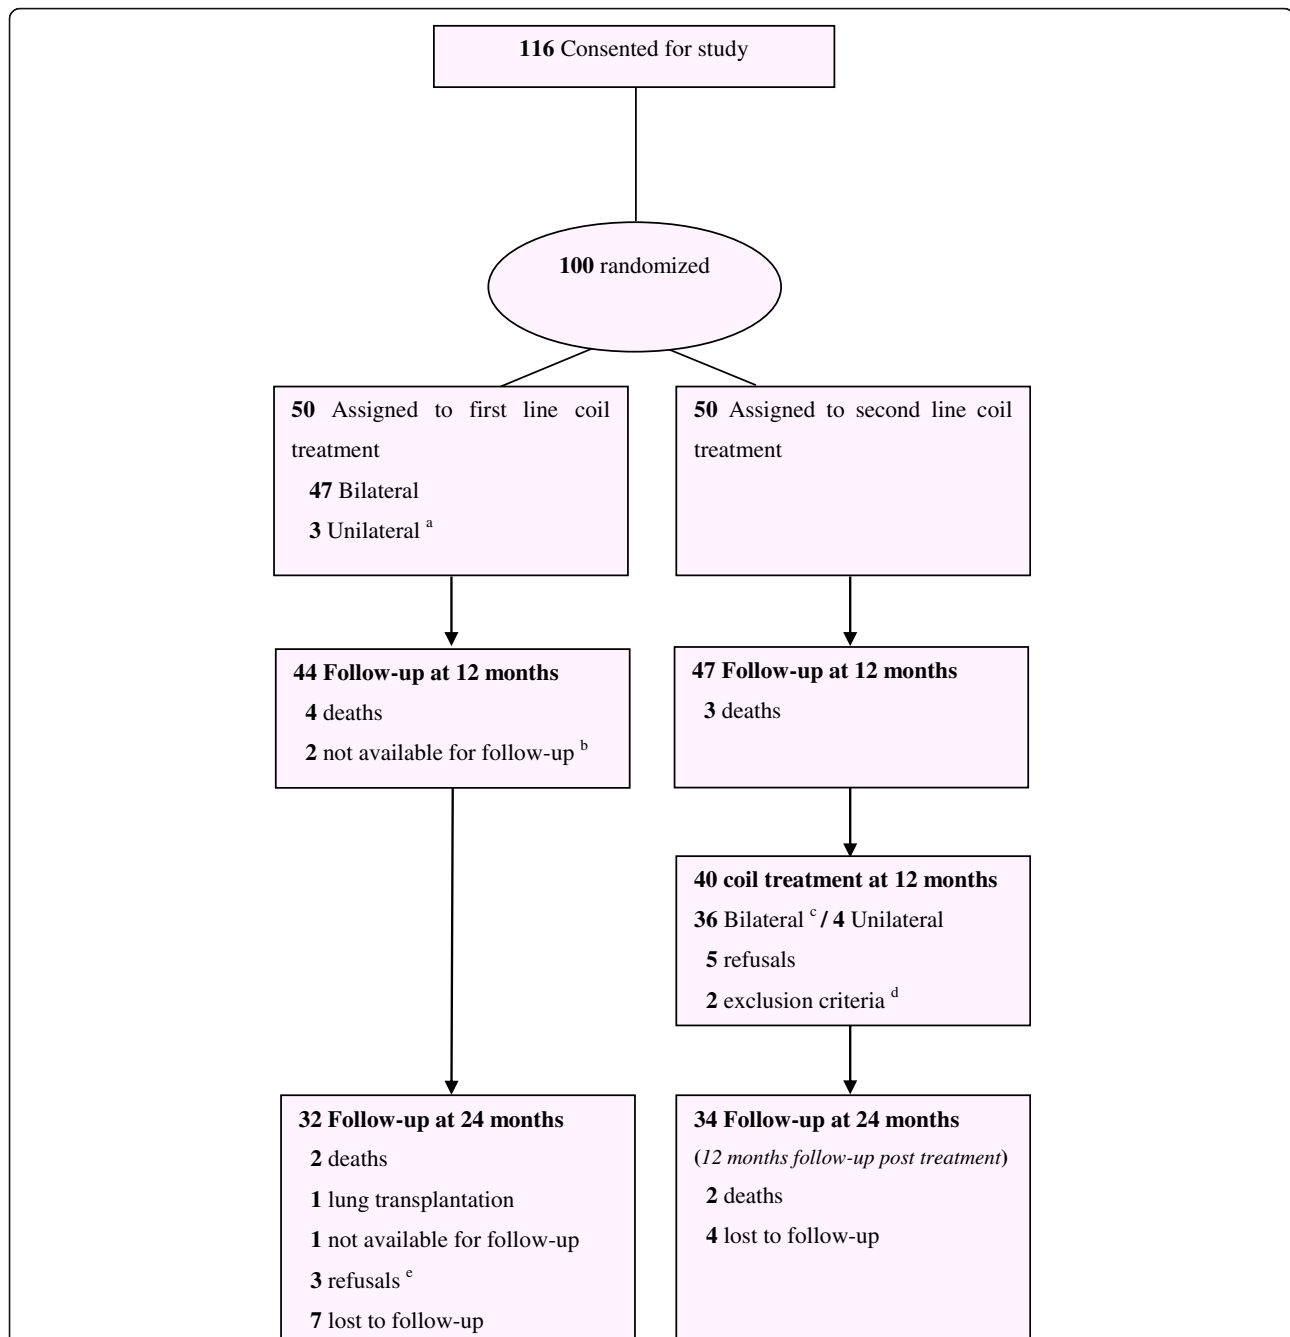 116 Consented for study
100 randomized
50 Assigned to first line coil
treatment
47 Bilateral
3 Unilateral a
50 Assigned to second line coil
treatment
44 Follow-up at 12 months
4 deaths
2 not available for follow-up b
47 Follow-up at 12 months
3 deaths
40 coil treatment at 12 months
36 Bilateral c / 4 Unilateral
5 refusals
2 exclusion criteria d
32 Follow-up at 24 months
2 deaths
1 lung transplantation
1 not available for follow-up
3 refusals e
7 lost to follow-up
34 Follow-up at 24 months
(12 months follow-up post treatment)
2 deaths
4 lost to follow-up